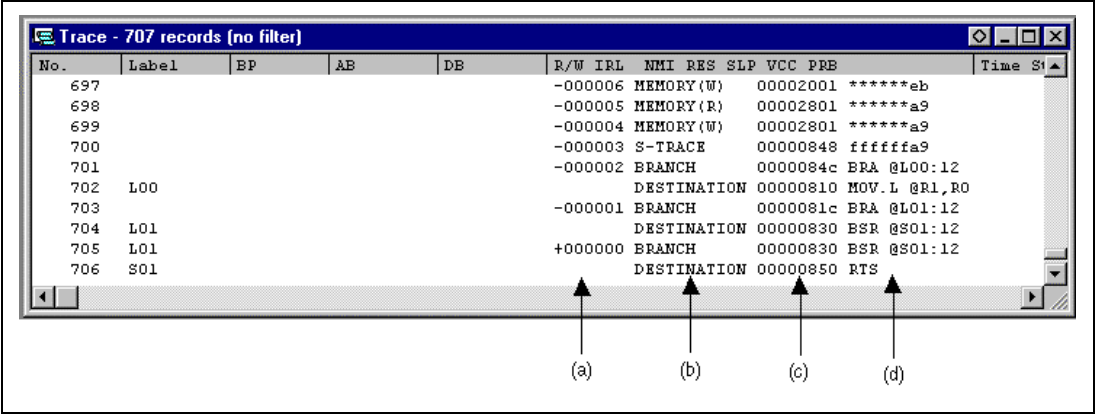 Trace - 707 records (no filter)
No. Label BP AB DB R/W IRL NMI RES SLP VCC PRB Time St
697 -000006 MEMORY(W) 00002001 ******eb
698 -000005 MEMORY(R) 00002801 ******a9
699 -000004 MEMORY(W) 00002801 ******a9
700 -000003 S-TRACE 00000848 ffffffa9
701 -000002 BRANCH 0000084c BRA @L00:12
702 L00 DESTINATION 00000810 MOV.L @R1,R0
703 -000001 BRANCH 0000081c BRA @L01:12
704 L01 DESTINATION 00000830 BSR @S01:12
705 L01 +000000 BRANCH 00000830 BSR @S01:12
706 S01 DESTINATION 00000850 RTS
(a) (b) (c) (d)